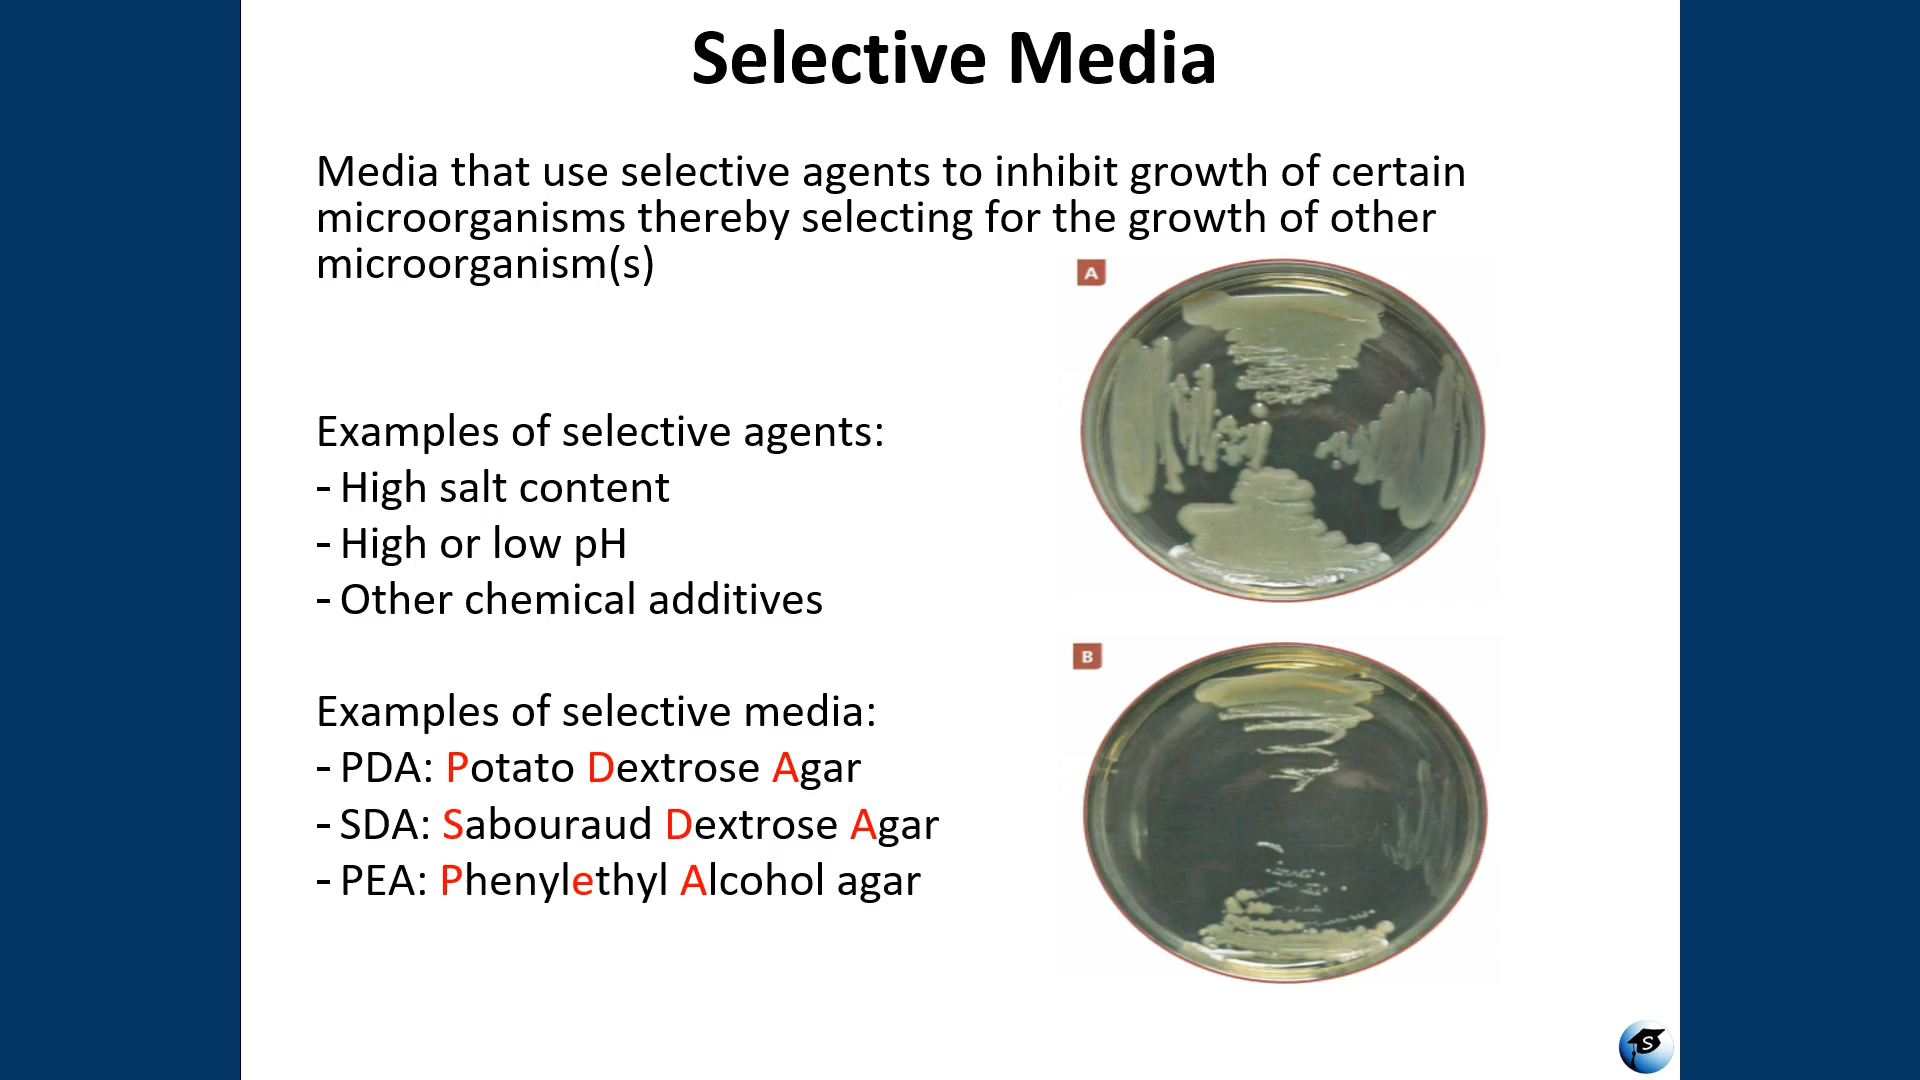 Selective Media
Media that use selective agents to inhibit growth of certain
microorganisms thereby selecting for the growth of other
microorganism(s)
A
Examples of selective agents:
- High salt content
- High or low pH
- Other chemical additives
B
Examples of selective media:
- PDA: Potato Dextrose Agar
- SDA: Sabouraud Dextrose Agar
- PEA: Phenylethyl Alcohol agar
S